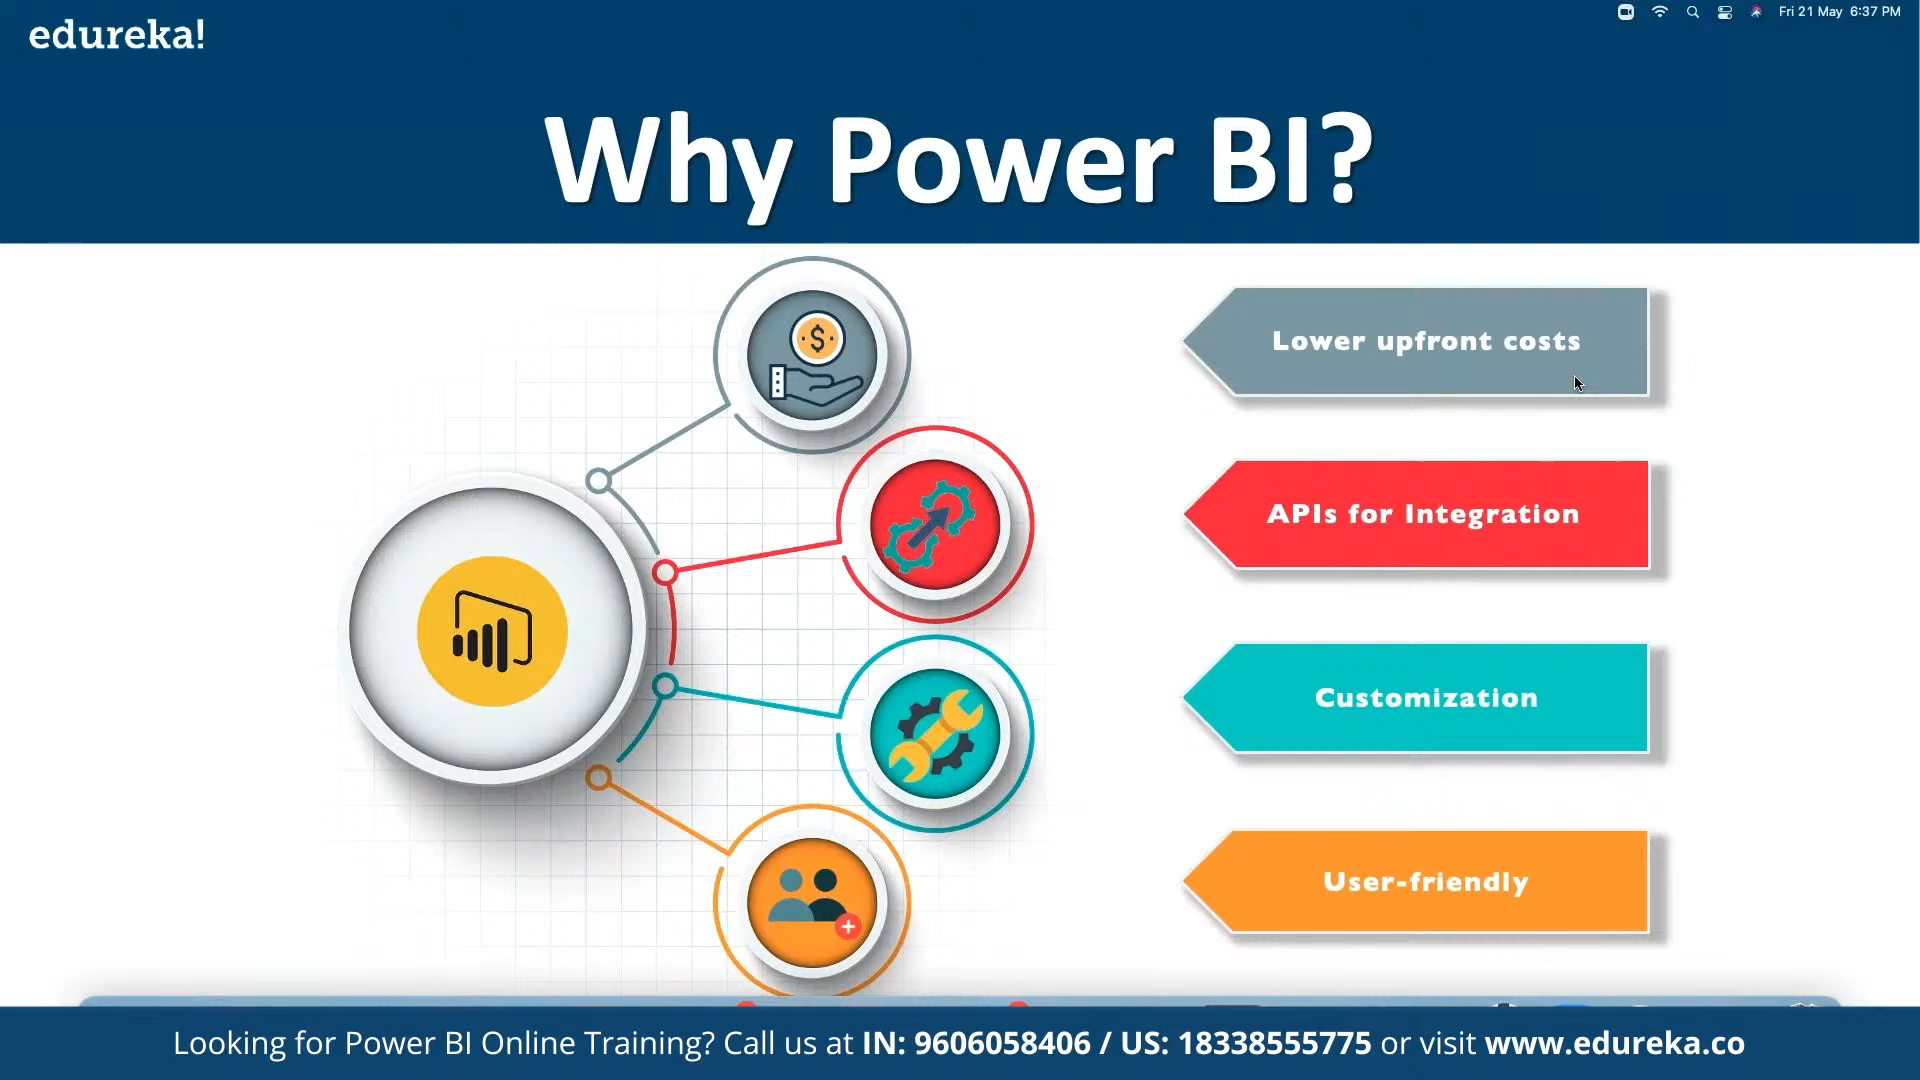 edureka!
Fri 21 May 6:37 PM
Why Power BI?
$
Lower upfront costs
APIs for Integration
Customization
User-friendly
Looking for Power BI Online Training? Call us at IN: 9606058406 / US: 18338555775 or visit www.edureka.co